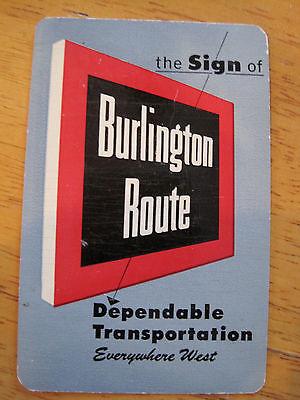 the Sign of
Burlington
Route
Dependable
Transportation
Everywhere West